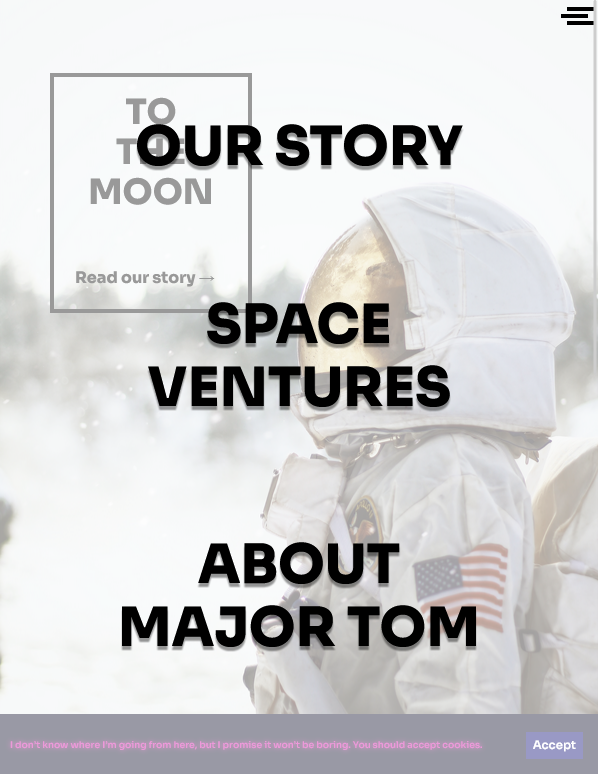 TO
THE
MOON
Read our story →
OUR STORY
SPACE
VENTURES
ABOUT
MAJOR TOM
I don't know where I'm going from here, but I promise it won't be boring. You should accept cookies.
Accept